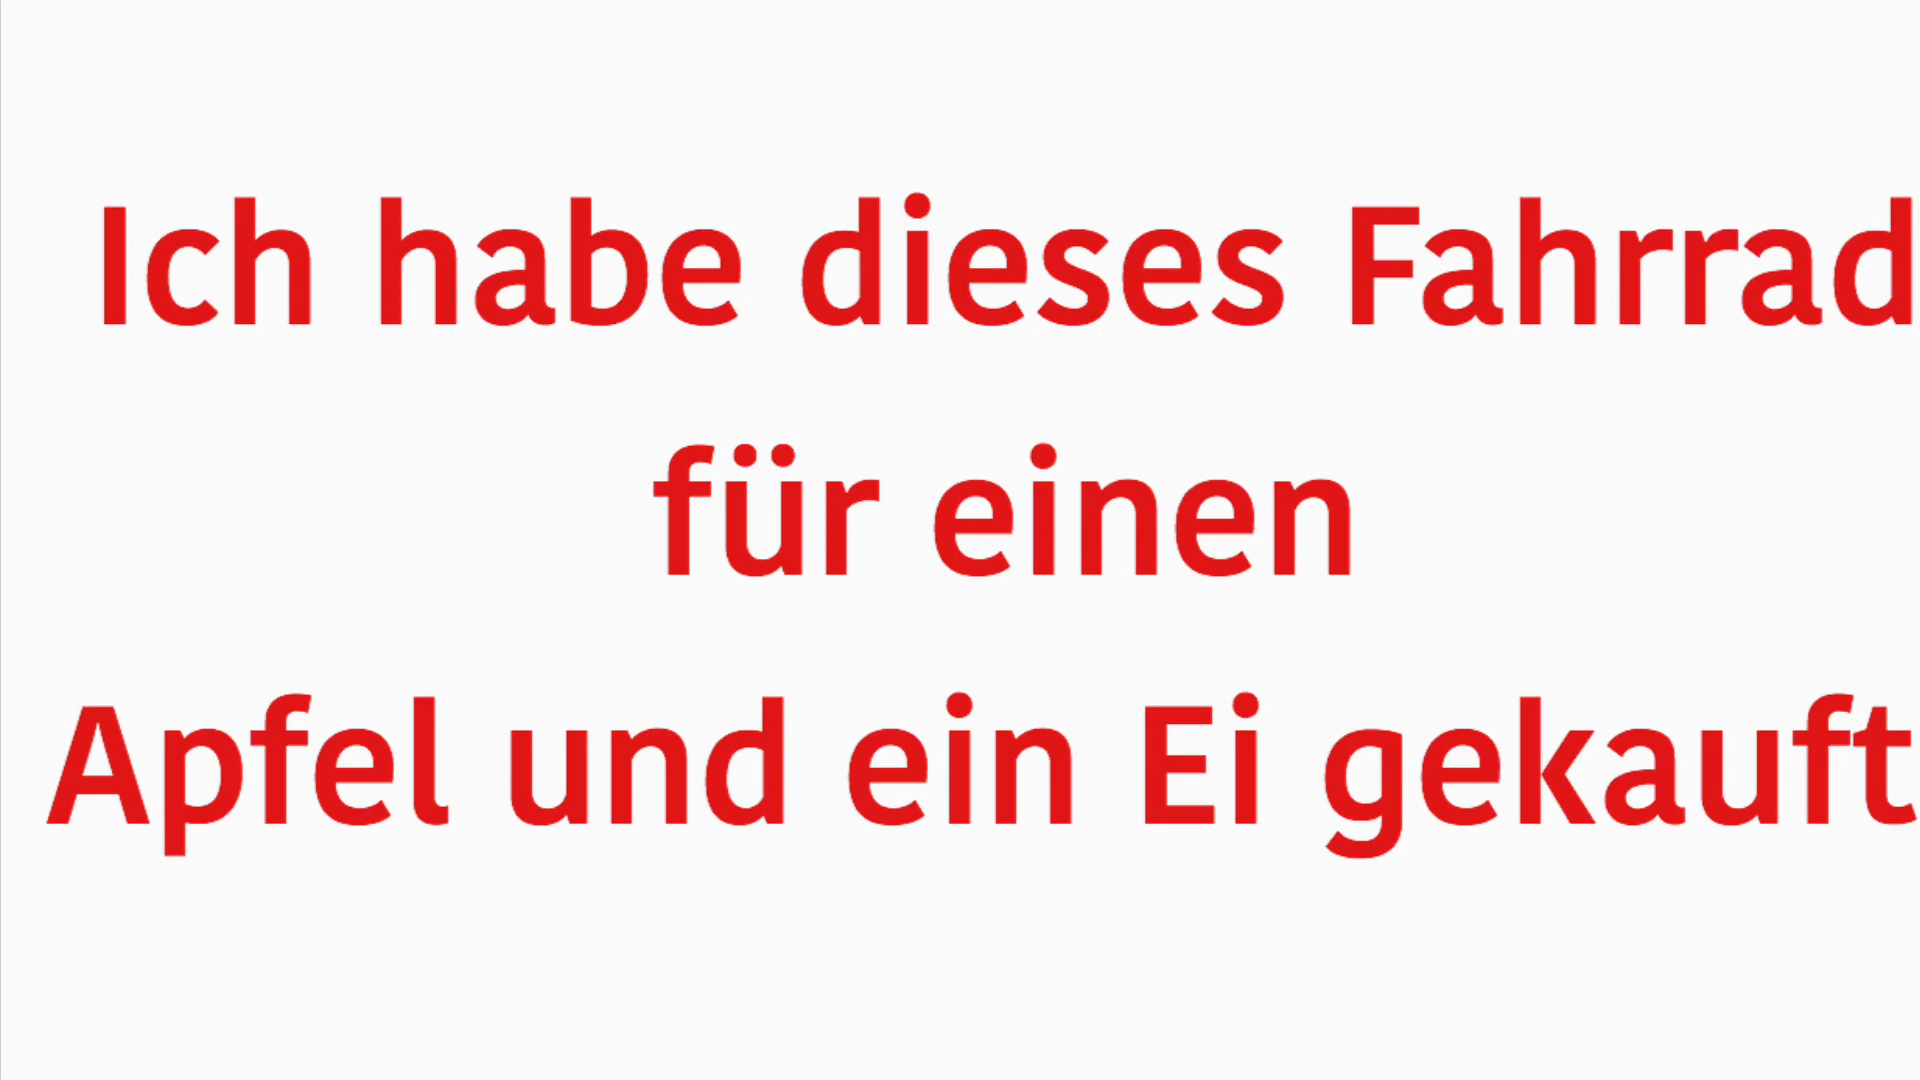 Ich habe dieses Fahrrad
für einen
Apfel und ein Ei gekauft